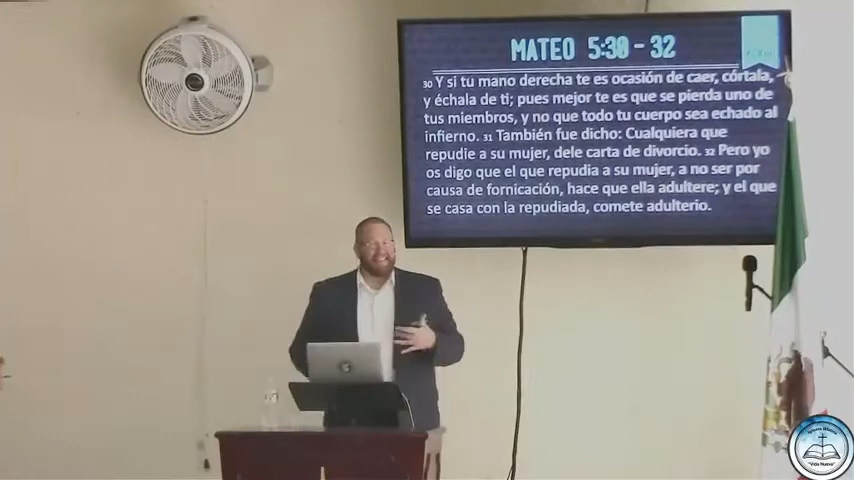 MATEO 5:30 - 32
30 Y si tu mano derecha te es ocasión de caer, córtala,
y échala de ti; pues mejor te es que se pierda uno de
tus miembros, y no que todo tu cuerpo sea echado al
infierno. 31 También fue dicho: Cualquiera que
repudie a su mujer, dele carta de divorcio. 32 Pero yo
os digo que el que repudia a su mujer, a no ser por
causa de fornicación, hace que ella adultere; y el que
se casa con la repudiada, comete adulterio.
"Vida Nueva"